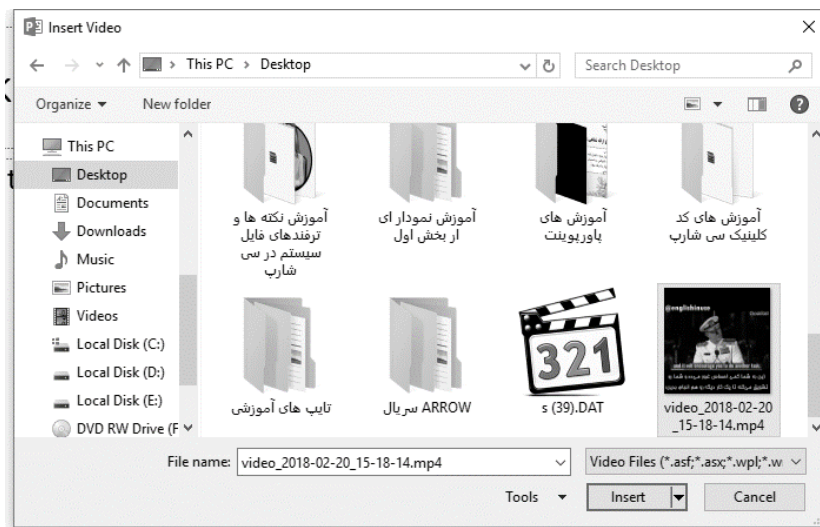 Insert Video
This PC > Desktop
Search Desktop
Organize
New folder
This PC
Desktop
Documents
Downloads
Music
Pictures
Videos
Local Disk (C:)
Local Disk (D:)
Local Disk (E:)
DVD RW Drive (F
آموزش نکته ها و
ترفندهای فایل
سیستم در سی
شارپ
آموزش نمودار ای
ار بخش اول
آموزش های
پاورپوینت
آموزش های کد
کلینیک سی شارپ
تایپ های آموزشی
سریال ARROW
321
s (39).DAT
video_2018-02-20
_15-18-14.mp4
File name:
video_2018-02-20_15-18-14.mp4
Video Files (*.asf;*.asx;*.wpl;*.w
Tools
Insert
Cancel